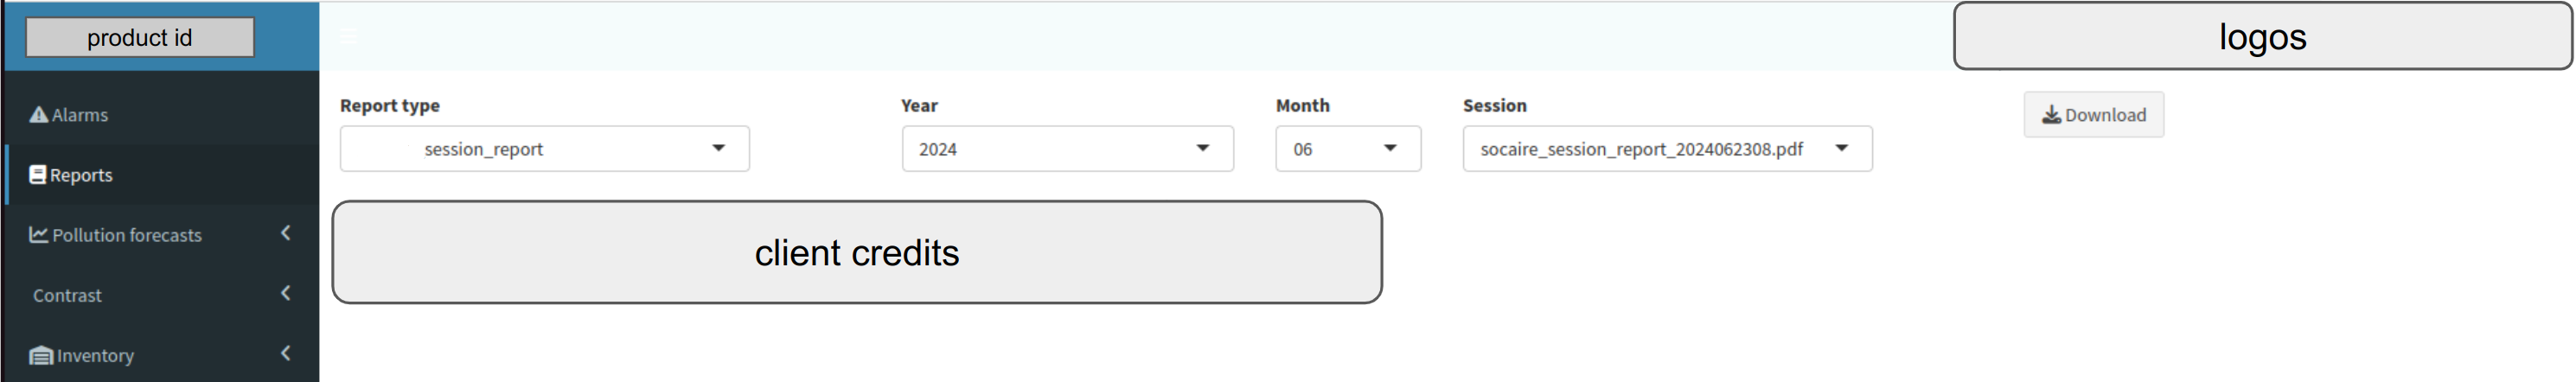 product id
logos
Alarms
Reports
Pollution forecasts
Contrast
Inventory
Report type
session_report
Year
2024
Month
06
Session
socaire_session_report_2024062308.pdf
Download
client credits